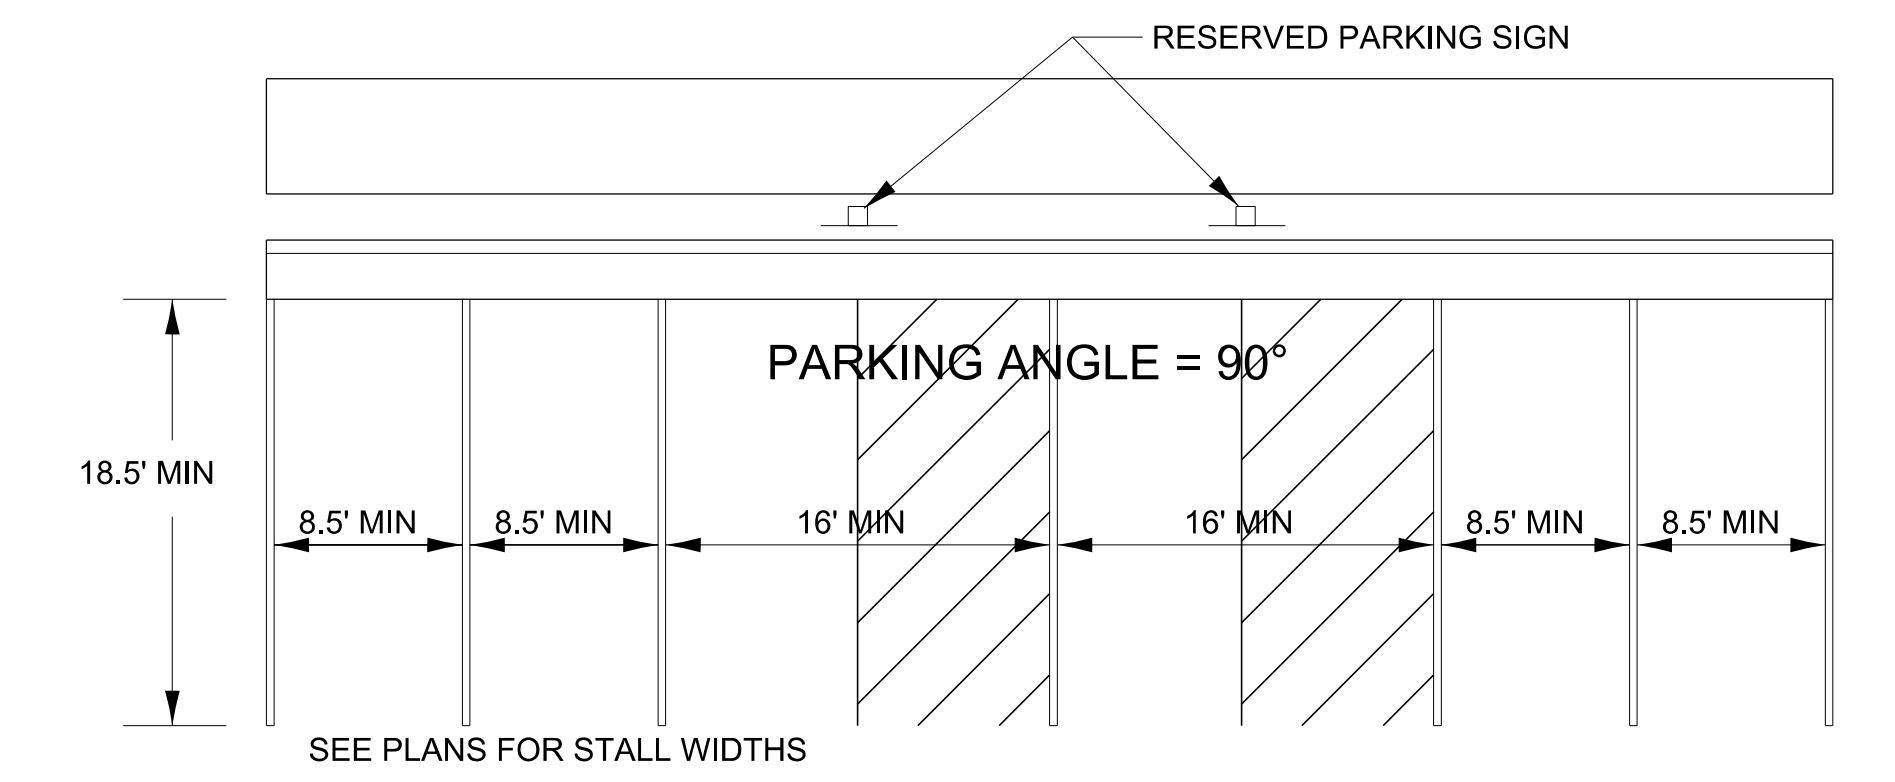 RESERVED PARKING SIGN
PARKING ANGLE = 90°
18.5' MIN
8.5' MIN
8.5' MIN
16' MIN
16' MIN
8.5' MIN
8.5' MIN
SEE PLANS FOR STALL WIDTHS